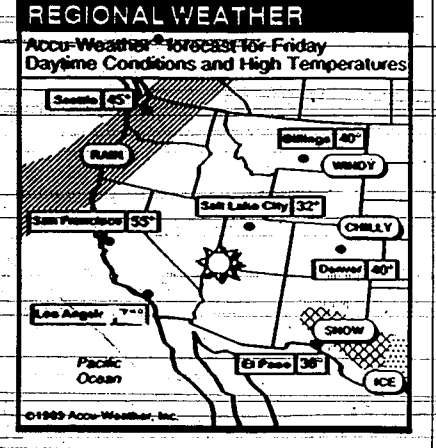 REGIONAL WEATHER
Accu-Weather forecast for Friday
Daytime Conditions and High Temperatures
Seattle 45°
Billings 40°
RAIN
WINDY
Salt Lake City 32°
San Francisco 55°
CHILLY
Denver 40°
Los Angeles
SNOW
Pacific
Ocean
El Paso 36°
ICE
©1989 Accu-Weather, Inc.